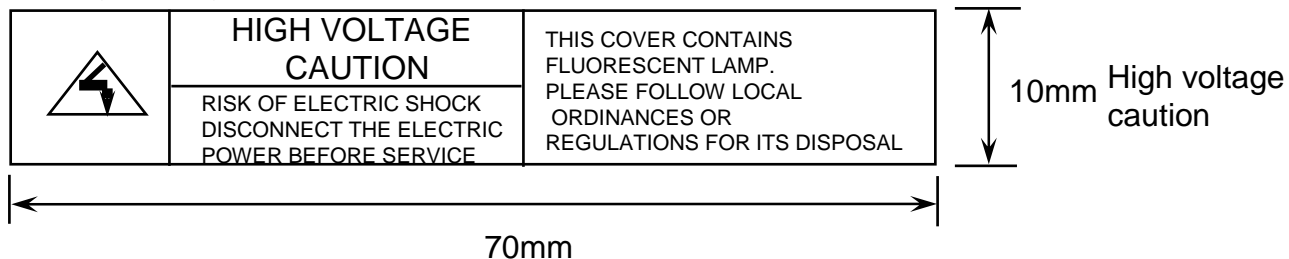 HIGH VOLTAGE
CAUTION
RISK OF ELECTRIC SHOCK
DISCONNECT THE ELECTRIC
POWER BEFORE SERVICE
THIS COVER CONTAINS
FLUORESCENT LAMP.
PLEASE FOLLOW LOCAL
ORDINANCES OR
REGULATIONS FOR ITS DISPOSAL
10mm
High voltage
caution
70mm